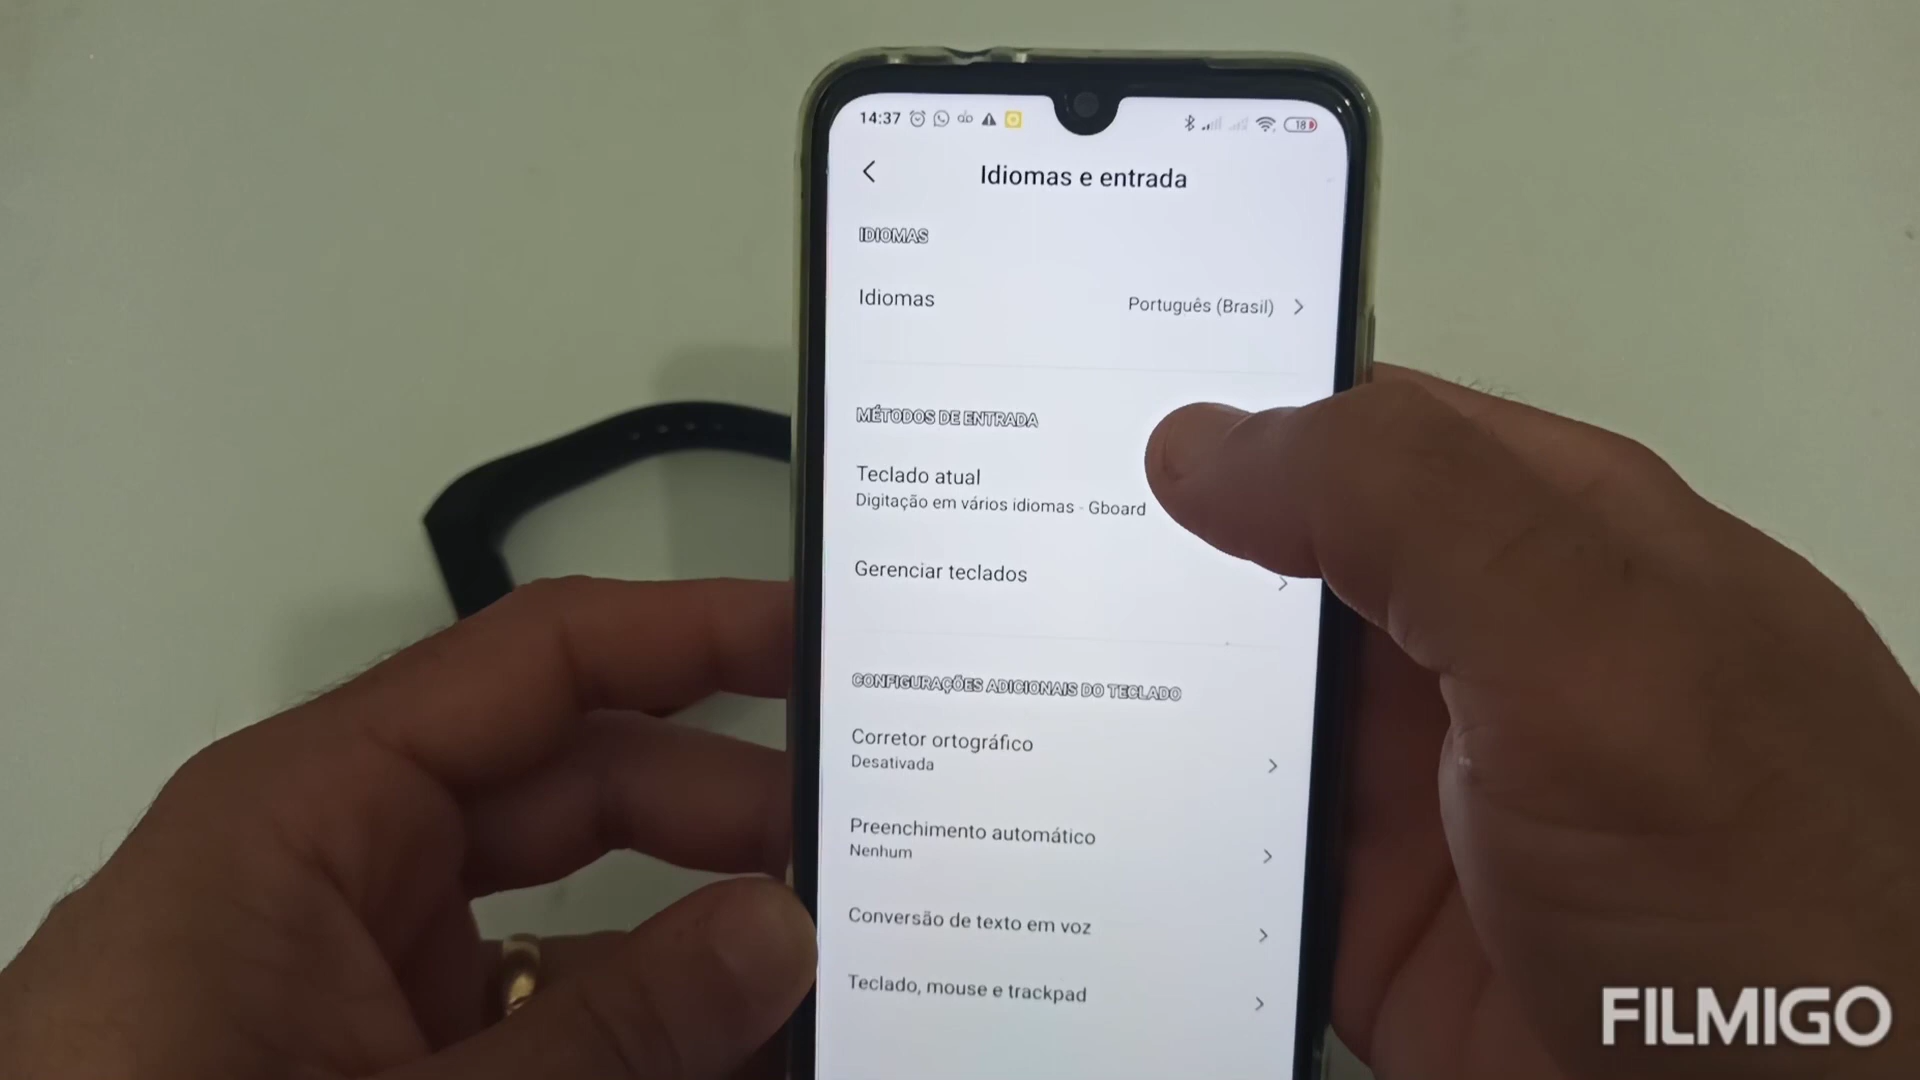 14:37
18
Idiomas e entrada
IDIOMAS
Idiomas
Português (Brasil)
MÉTODOS DE ENTRADA
Teclado atual
Digitação em vários idiomas - Gboard
Gerenciar teclados
CONFIGURAÇÕES ADICIONAIS DO TECLADO
Corretor ortográfico
Desativada
Preenchimento automático
Nenhum
Conversão de texto em voz
Teclado, mouse e trackpad
FILMIGO